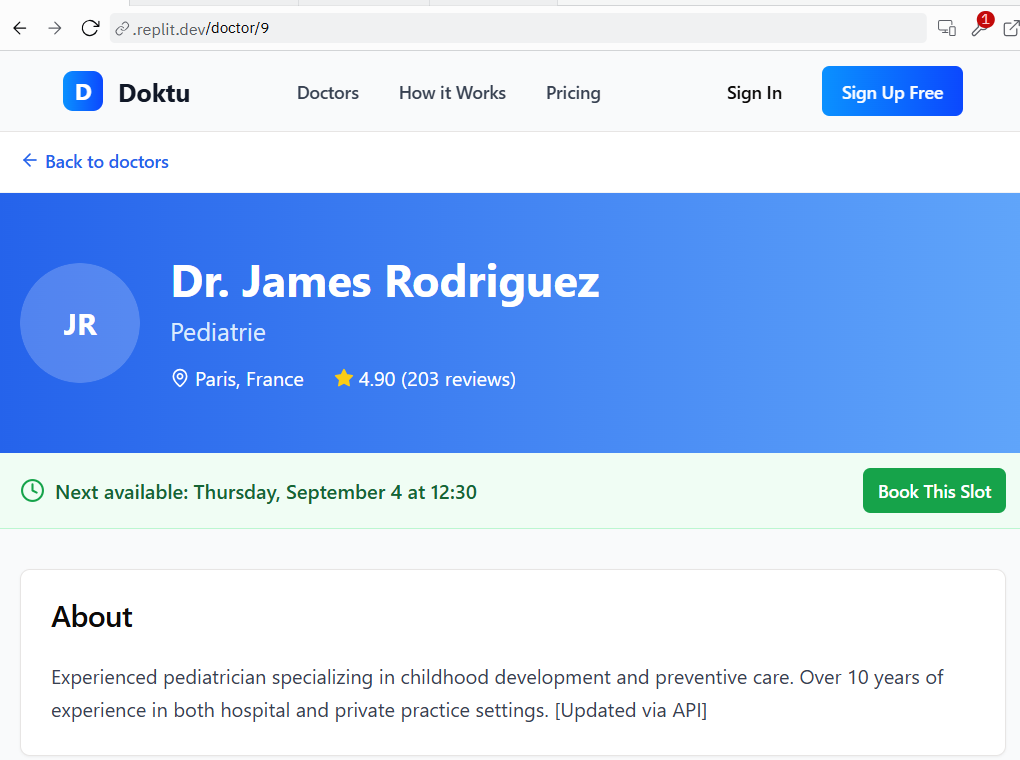 .replit.dev/doctor/9
1
D Doktu Doctors How it Works Pricing Sign In Sign Up Free
Back to doctors
JR
Dr. James Rodriguez
Pediatrie
Paris, France 4.90 (203 reviews)
Next available: Thursday, September 4 at 12:30 Book This Slot
About
Experienced pediatrician specializing in childhood development and preventive care. Over 10 years of
experience in both hospital and private practice settings. [Updated via API]